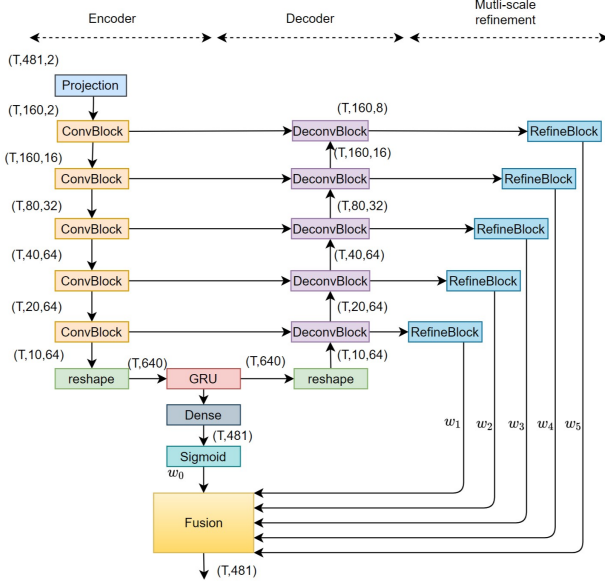 Encoder
Decoder
Mutli-scale
refinement
(T,481,2)
Projection
(T,160,2)
(T,160,8)
ConvBlock
DeconvBlock
RefineBlock
(T,160,16)
(T,160,16)
ConvBlock
DeconvBlock
RefineBlock
(T,80,32)
(T,80,32)
ConvBlock
DeconvBlock
RefineBlock
(T,40,64)
(T,40,64)
ConvBlock
DeconvBlock
RefineBlock
(T,20,64)
(T,20,64)
ConvBlock
DeconvBlock
RefineBlock
(T,10,64)
(T,640)
(T,640)
(T,10,64)
reshape
GRU
reshape
Dense
w1
w2
w3
w4
w5
(T,481)
Sigmoid
w0
Fusion
(T,481)